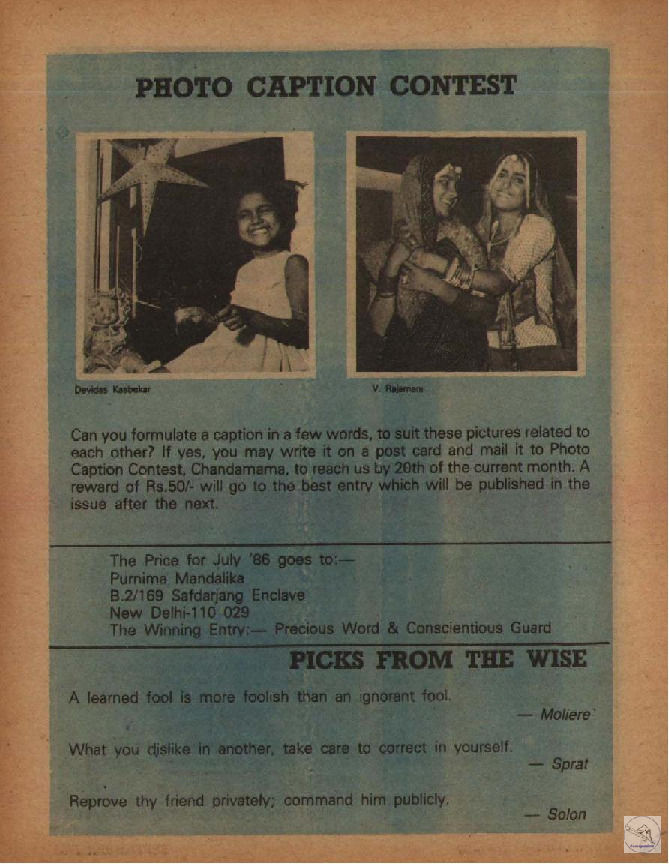 PHOTO CAPTION CONTEST
Devidas Kasbekar
V. Rajamani
Can you formulate a caption in a few words, to suit these pictures related to
each other? If yes, you may write it on a post card and mail it to Photo
Caption Contest, Chandamama, to reach us by 20th of the current month. A
reward of Rs.50/- will go to the best entry which will be published in the
issue after the next.
The Price for July '86 goes to:—
Purnima Mandalika
B.2/169 Safdarjang Enclave
New Delhi-110 029
The Winning Entry:— Precious Word & Conscientious Guard
PICKS FROM THE WISE
A learned fool is more foolish than an ignorant fool.
— Moliere
What you dislike in another, take care to correct in yourself.
— Sprat
Reprove thy friend privately; command him publicly.
— Solon